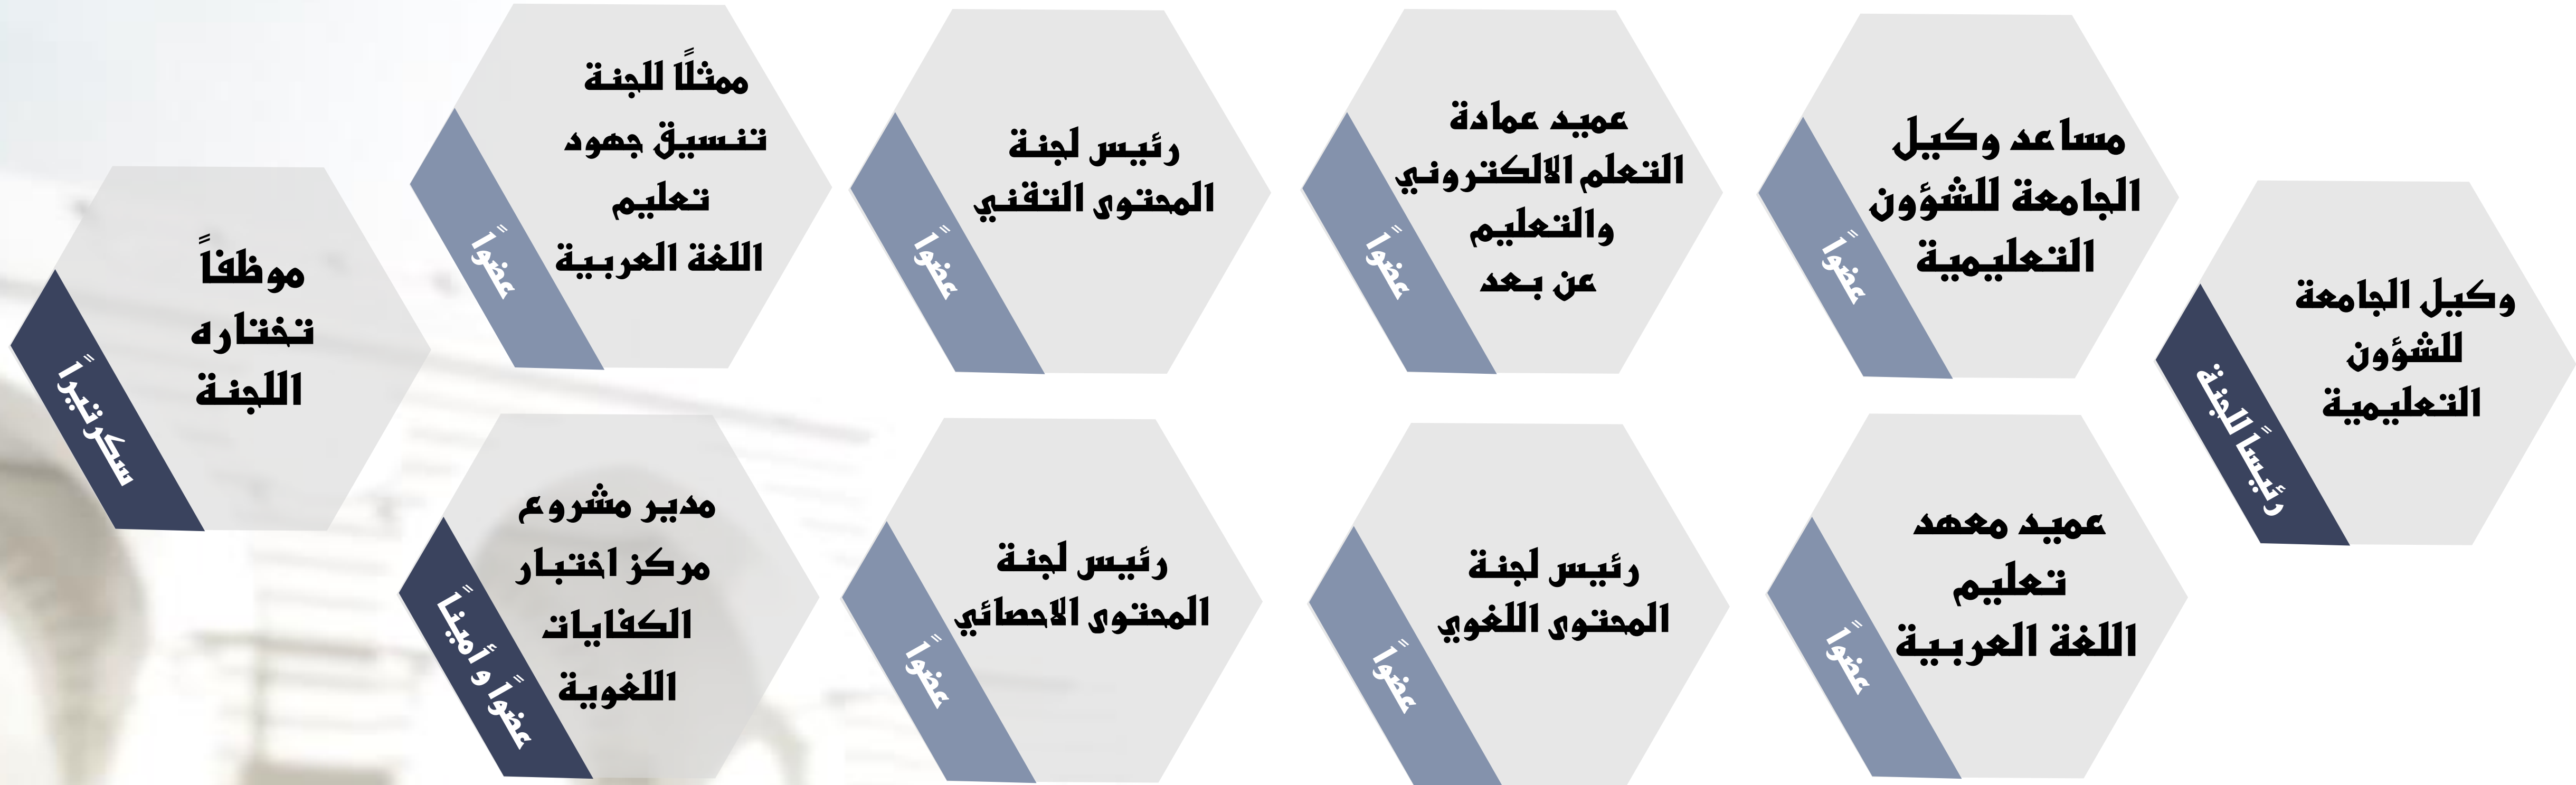 وكيل الجامعة
للشؤون
التعليمية
رئيسًا للجنة
مساعد وكيل
الجامعة للشؤون
التعليمية
عضواً
عميد معهد
تعليم
اللغة العربية
عضواً
عميد عمادة
التعلم الالكتروني
والتعليم
عن بعد
عضواً
رئيس لجنة
المحتوى اللغوي
عضواً
رئيس لجنة
المحتوى التقني
عضواً
رئيس لجنة
المحتوى الاحصائي
عضواً
ممثلًا للجنة
تنسيق جهود
تعليم
اللغة العربية
عضواً
مدير مشروع
مركز اختبار
الكفايات
اللغوية
عضواً و أميناً
موظفاً
تختاره
اللجنة
سكرتيراً